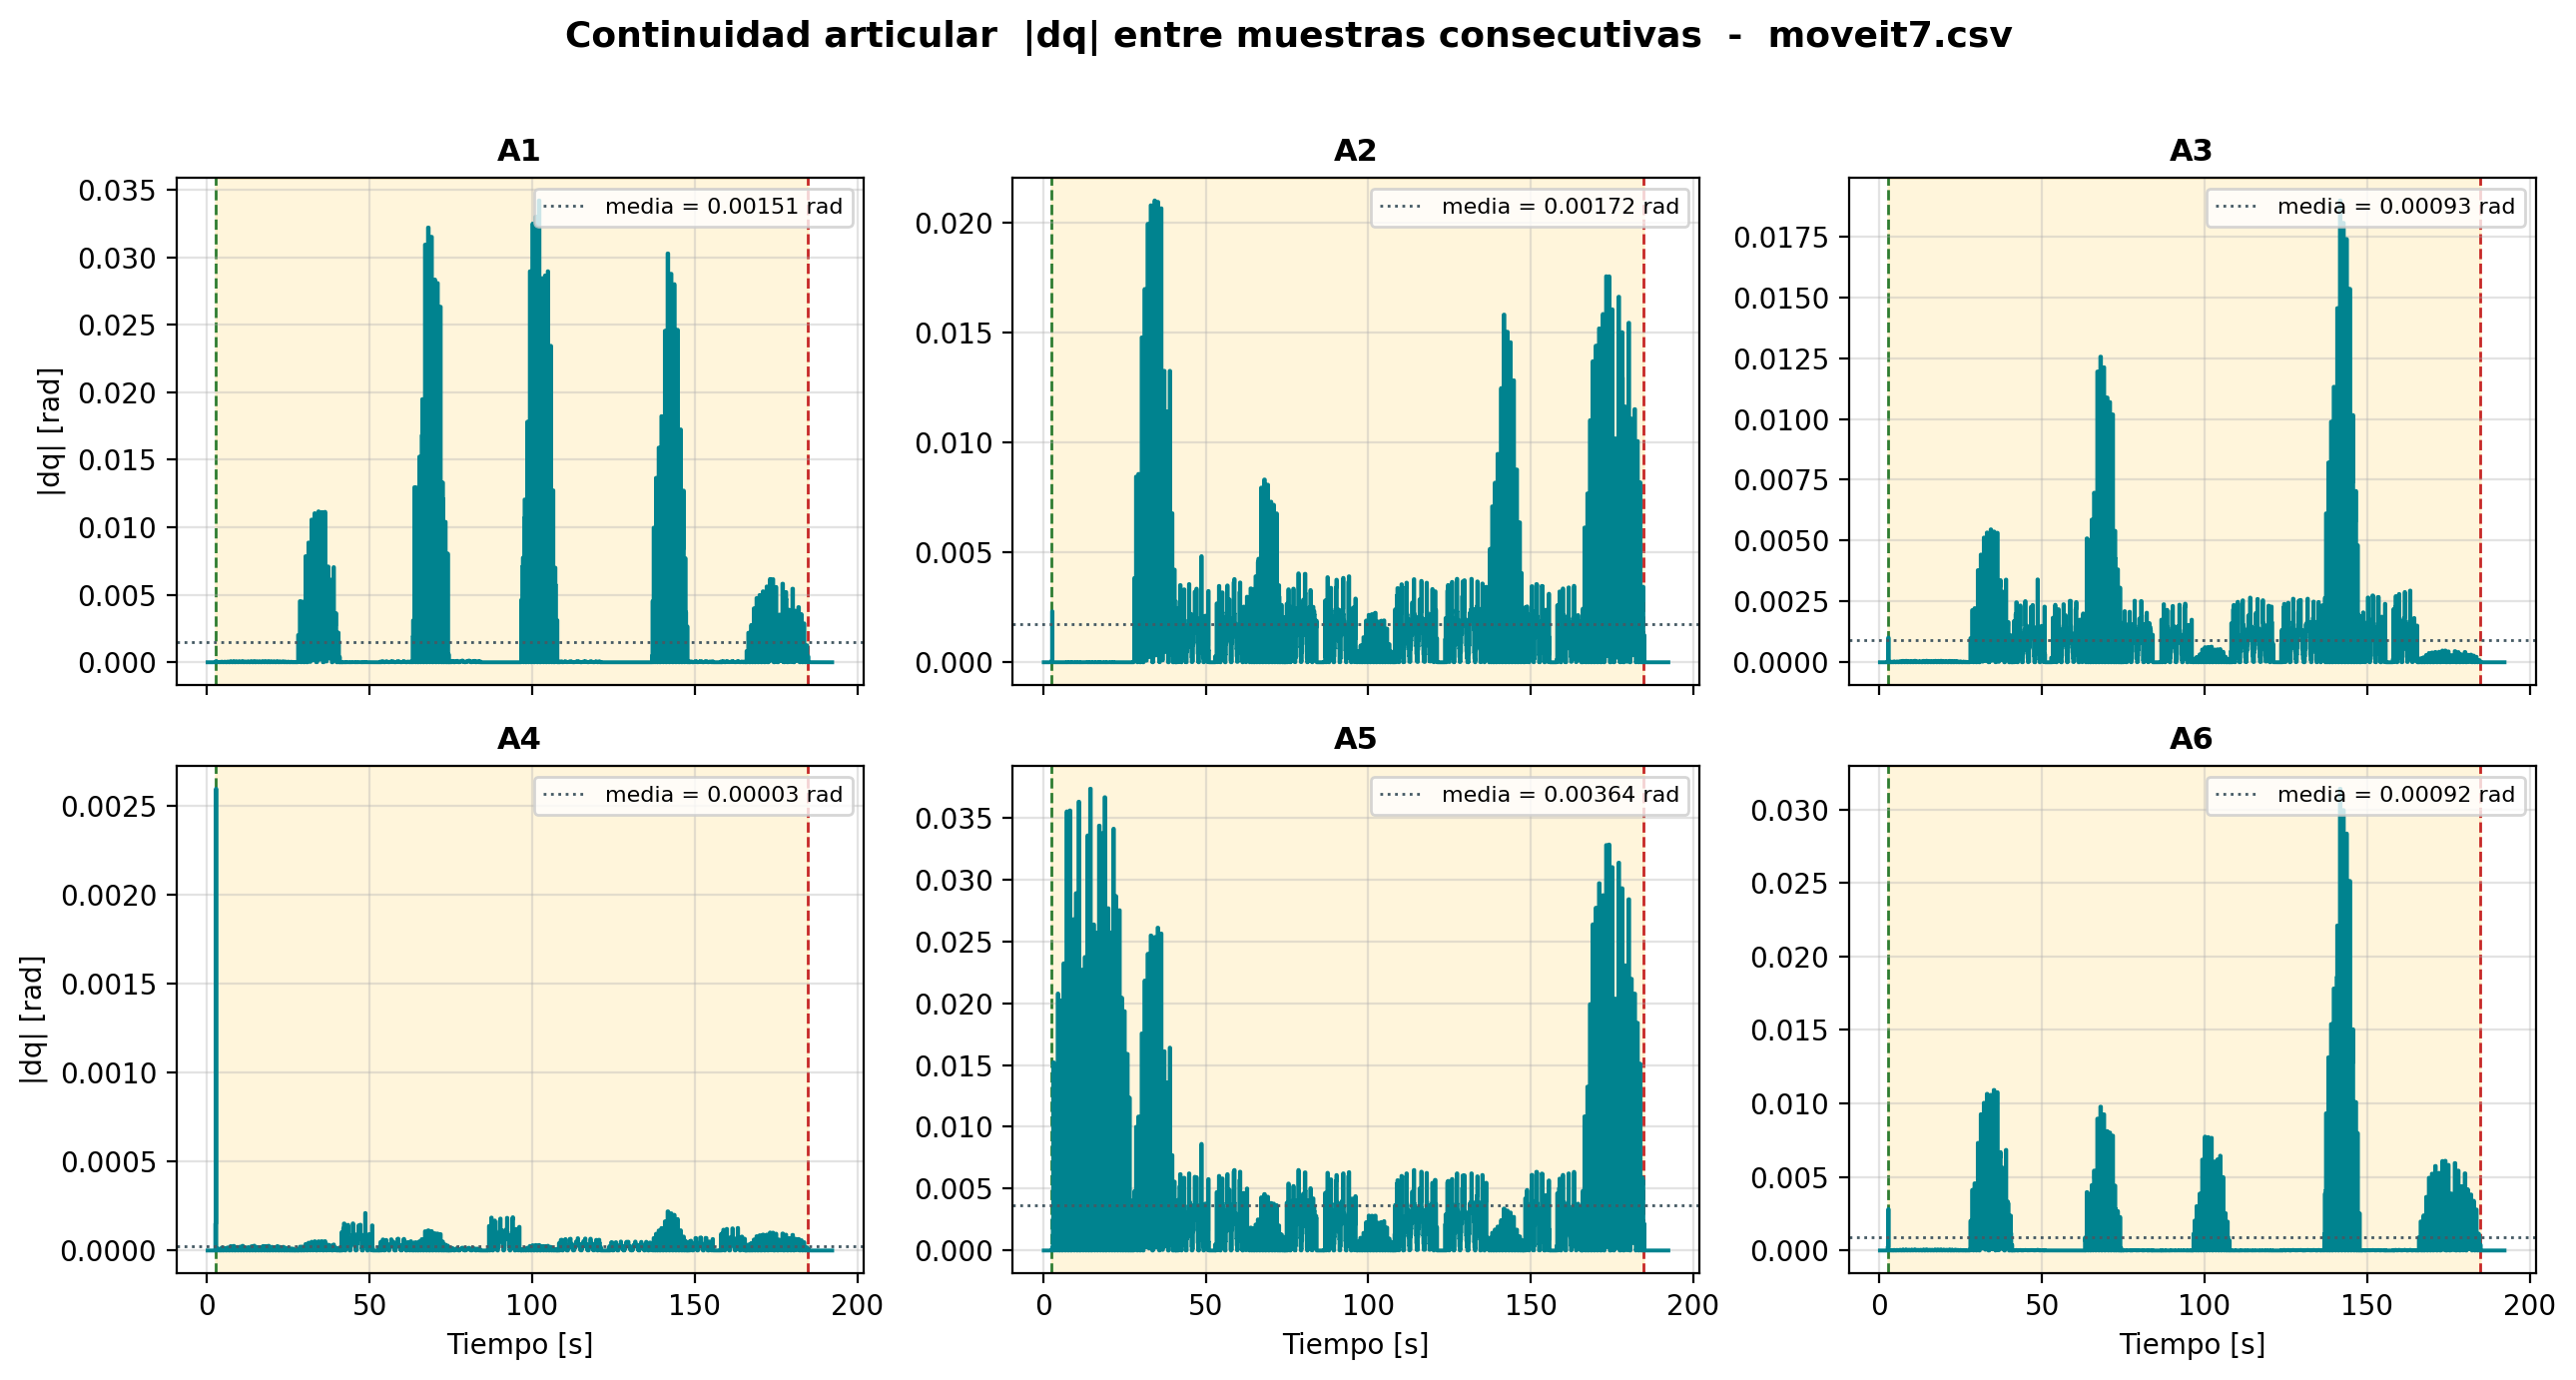 Continuidad articular |dq| entre muestras consecutivas - moveit7.csv
A1
|dq| [rad]
0.035
0.030
0.025
0.020
0.015
0.010
0.005
0.000
media = 0.00151 rad
A2
0.020
0.015
0.010
0.005
0.000
media = 0.00172 rad
A3
0.0175
0.0150
0.0125
0.0100
0.0075
0.0050
0.0025
0.0000
media = 0.00093 rad
A4
|dq| [rad]
0.0025
0.0020
0.0015
0.0010
0.0005
0.0000
media = 0.00003 rad
0 50 100 150 200
Tiempo [s]
A5
0.035
0.030
0.025
0.020
0.015
0.010
0.005
0.000
media = 0.00364 rad
0 50 100 150 200
Tiempo [s]
A6
0.030
0.025
0.020
0.015
0.010
0.005
0.000
media = 0.00092 rad
0 50 100 150 200
Tiempo [s]